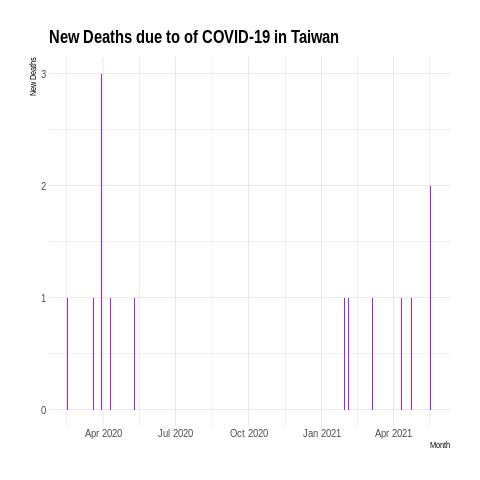 New Deaths due to of COVID-19 in Taiwan
New Deaths
3
2
1
0
Apr 2020
Jul 2020
Oct 2020
Jan 2021
Apr 2021
Month